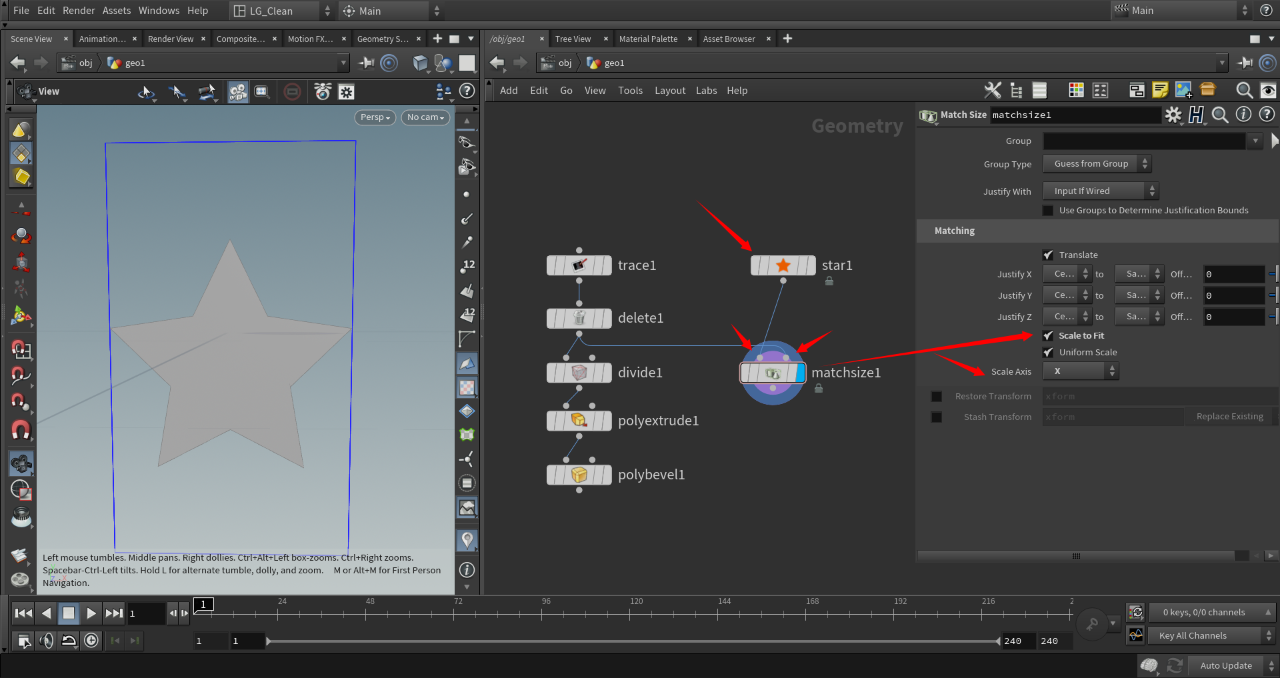 File Edit Render Assets Windows Help LG_Clean Main Main
Scene View Animation... Render View Composite... Motion FX... Geometry S...
/obj/geo1 Tree View Material Palette Asset Browser
obj geo1
obj geo1
View
Add Edit Go View Tools Layout Labs Help
Persp No cam
Geometry
trace1
star1
delete1
divide1
matchsize1
polyextrude1
polybevel1
12
12
Match Size matchsize1
Group
Group Type Guess from Group
Justify With Input If Wired
Use Groups to Determine Justification Bounds
Matching
Translate
Justify X Ce... to Sa... Off... 0
Justify Y Ce... to Sa... Off... 0
Justify Z Ce... to Sa... Off... 0
Scale to Fit
Uniform Scale
Scale Axis X
Restore Transform xform
Stash Transform xform Replace Existing
Left mouse tumbles. Middle pans. Right dollies. Ctrl+Alt+Left box-zooms. Ctrl+Right zooms.
Spacebar-Ctrl-Left tilts. Hold L for alternate tumble, dolly, and zoom. M or Alt+M for First Person
Navigation.
1 1 24 48 72 96 120 144 168 192 216 2
0 keys, 0/0 channels
1 1 240 240 Key All Channels
Auto Update